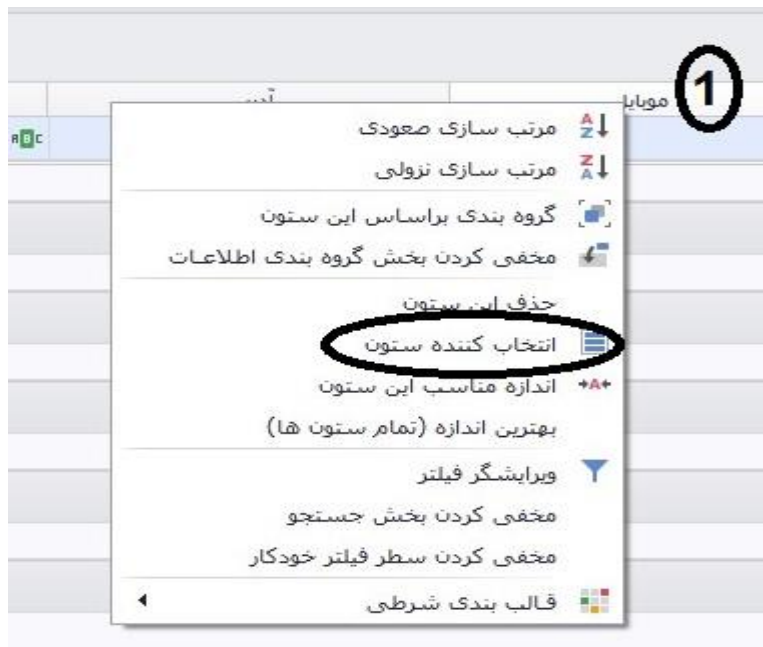 1
موبایل
مرتب سازی صعودی
مرتب سازی نزولی
گروه بندی براساس این ستون
مخفی کردن بخش گروه بندی اطلاعات
حذف این ستون
انتخاب کننده ستون
اندازه مناسب این ستون
بهترین اندازه (تمام ستون ها)
ویرایشگر فیلتر
مخفی کردن بخش جستجو
مخفی کردن سطر فیلتر خودکار
قالب بندی شرطی